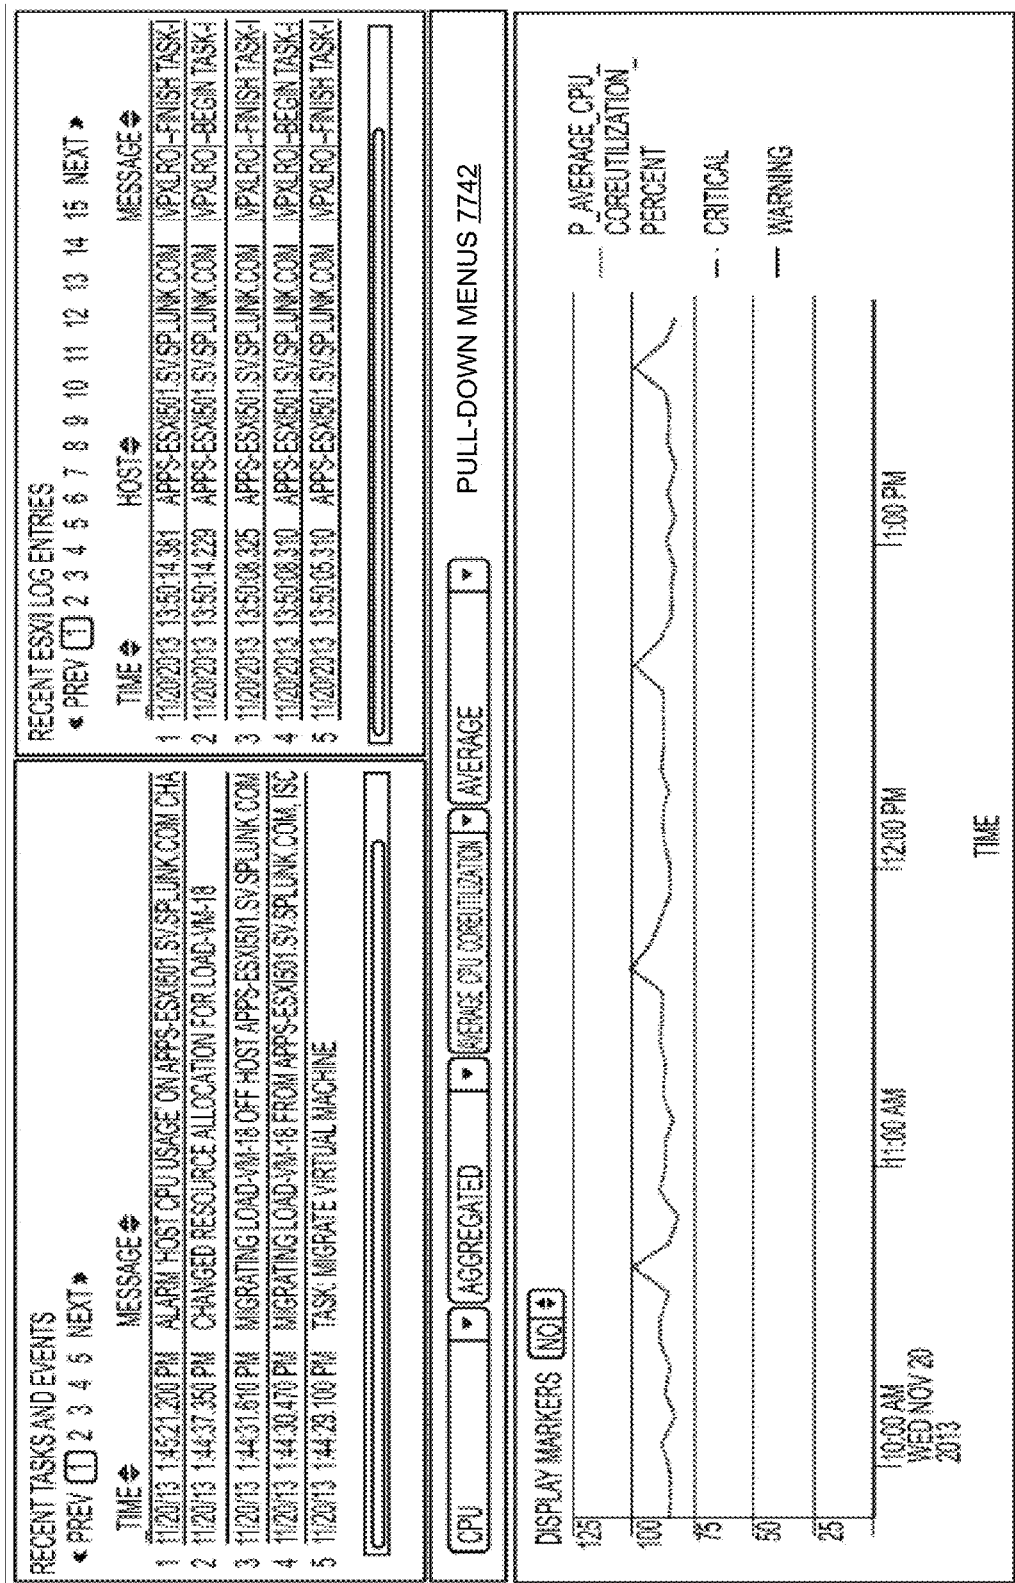 RECENT TASKS AND EVENTS
◄ PREV 1 2 3 4 5 NEXT ►
TIME MESSAGE
1 11/20/13 1:45:21.200 PM ALARM 'HOST CPU USAGE' ON APPS-ESXI501.SV.SPLUNK.COM CHA
2 11/20/13 1:44:37.350 PM CHANGED RESOURCE ALLOCATION FOR LOAD-VM-18
3 11/20/13 1:44:31.810 PM MIGRATING LOAD-VM-18 OFF HOST APPS-ESXI501.SV.SPLUNK.COM
4 11/20/13 1:44:30.470 PM MIGRATING LOAD-VM-18 FROM APPS-ESXI501.SV.SPLUNK.COM, ISC
5 11/20/13 1:44:29.100 PM TASK: MIGRATE VIRTUAL MACHINE
RECENT ESXI LOG ENTRIES
◄ PREV 1 2 3 4 5 6 7 8 9 10 11 12 13 14 15 NEXT ►
TIME HOST MESSAGE
1 11/20/2013 13:50:14.381 APPS-ESXI501.SV.SPLUNK.COM VPXLRO--FINISH TASK-I
2 11/20/2013 13:50:14.229 APPS-ESXI501.SV.SPLUNK.COM VPXLRO--BEGIN TASK-I
3 11/20/2013 13:50:08.325 APPS-ESXI501.SV.SPLUNK.COM VPXLRO--FINISH TASK-I
4 11/20/2013 13:50:08.310 APPS-ESXI501.SV.SPLUNK.COM VPXLRO--BEGIN TASK-I
5 11/20/2013 13:50:05.310 APPS-ESXI501.SV.SPLUNK.COM VPXLRO--FINISH TASK-I
CPU AGGREGATED AVERAGE CPU COREUTILIZATION AVERAGE PULL-DOWN MENUS 7742
DISPLAY MARKERS NO
125
100
75
50
25
10:00 AM
WED NOV 20
2013
11:00 AM
12:00 PM
1:00 PM
TIME
P_AVERAGE_CPU_
COREUTILIZATION_
PERCENT
CRITICAL
WARNING